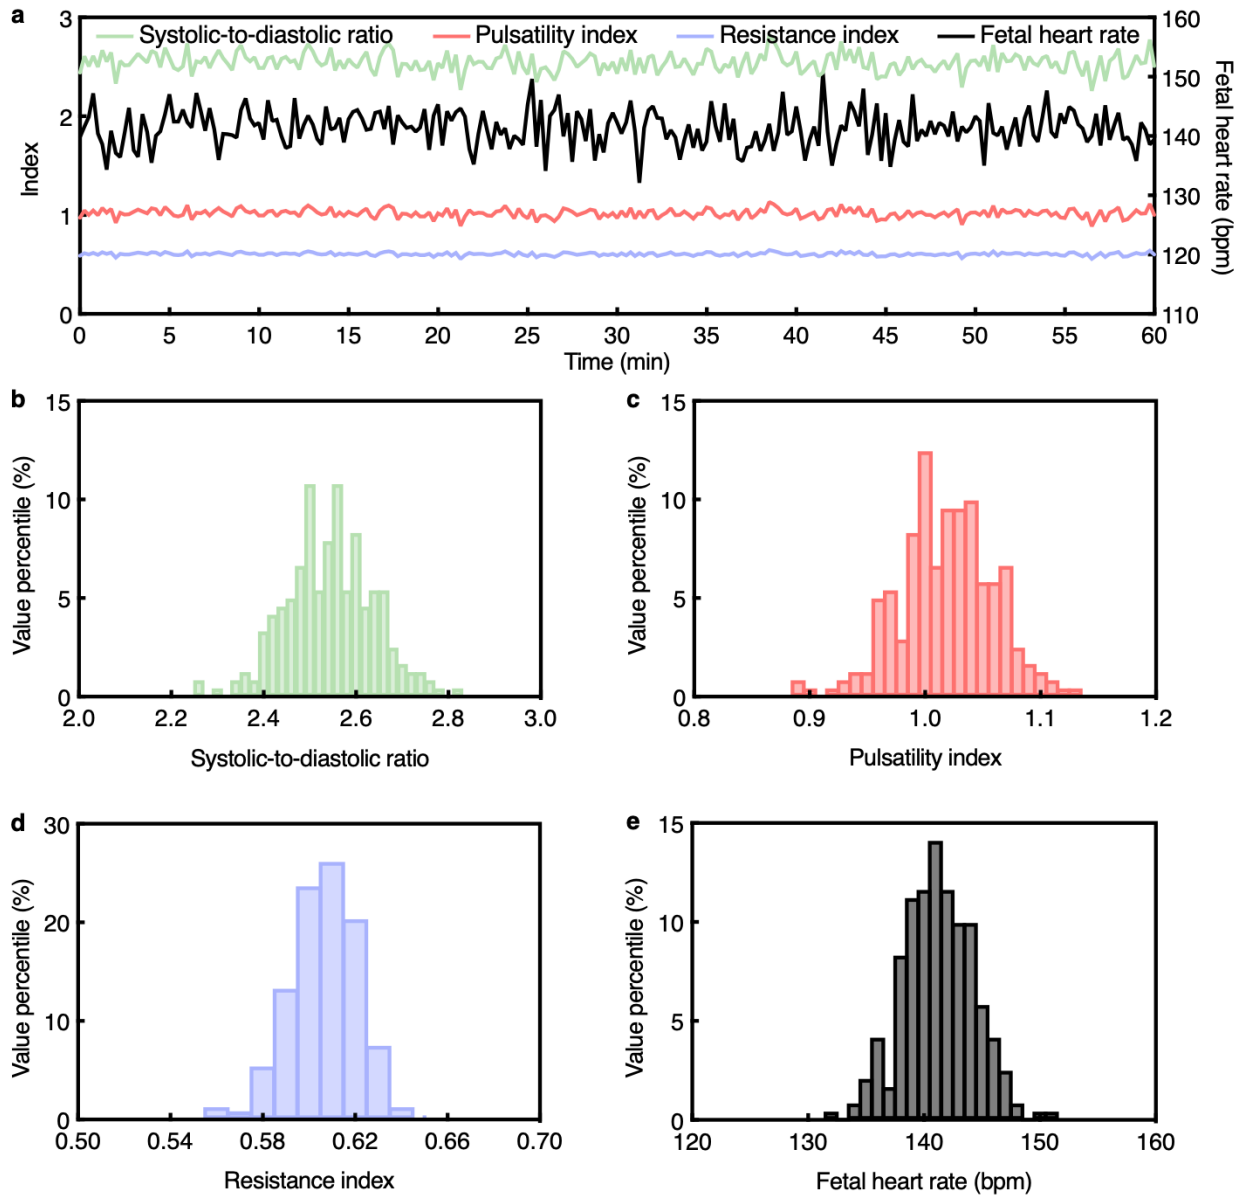 a
3
2
1
0
Index
Systolic-to-diastolic ratio
Pulsatility index
Resistance index
Fetal heart rate
160
150
140
130
120
110
Fetal heart rate (bpm)
0 5 10 15 20 25 30 35 40 45 50 55 60
Time (min)
b
15
10
5
0
Value percentile (%)
2.0 2.2 2.4 2.6 2.8 3.0
Systolic-to-diastolic ratio
c
15
10
5
0
Value percentile (%)
0.8 0.9 1.0 1.1 1.2
Pulsatility index
d
30
20
10
0
Value percentile (%)
0.50 0.54 0.58 0.62 0.66 0.70
Resistance index
e
15
10
5
0
Value percentile (%)
120 130 140 150 160
Fetal heart rate (bpm)